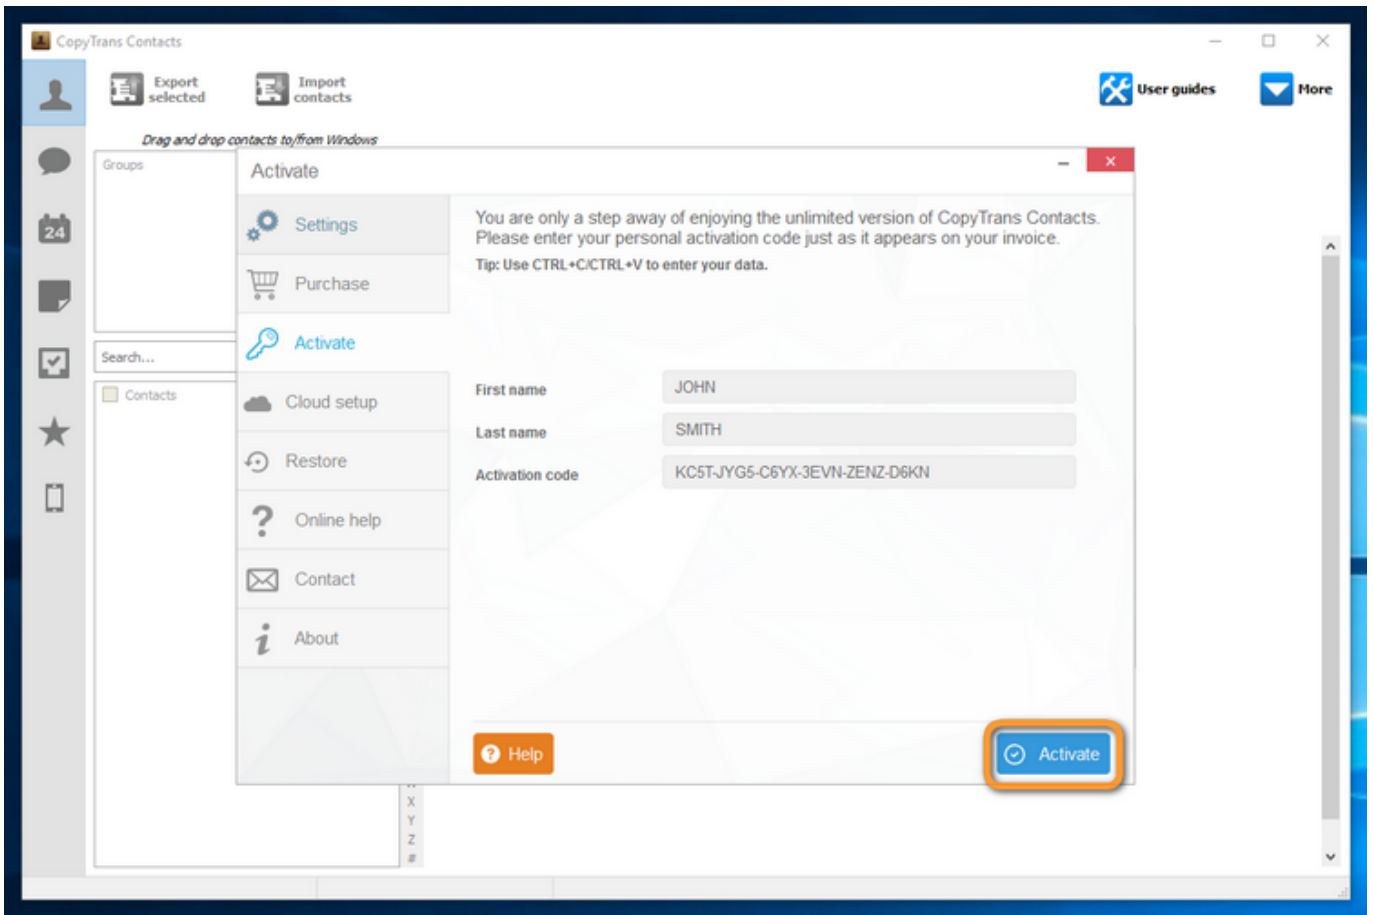 CopyTrans Contacts
Export
selected
Import
contacts
User guides
More
Drag and drop contacts to/from Windows
Groups
24
Search...
Contacts
Activate
Settings
Purchase
Activate
Cloud setup
Restore
Online help
Contact
About
You are only a step away of enjoying the unlimited version of CopyTrans Contacts.
Please enter your personal activation code just as it appears on your invoice.
Tip: Use CTRL+C/CTRL+V to enter your data.
First name
JOHN
Last name
SMITH
Activation code
KC5T-JYG5-C6YX-3EVN-ZENZ-D6KN
Help
Activate
X
Y
Z
#